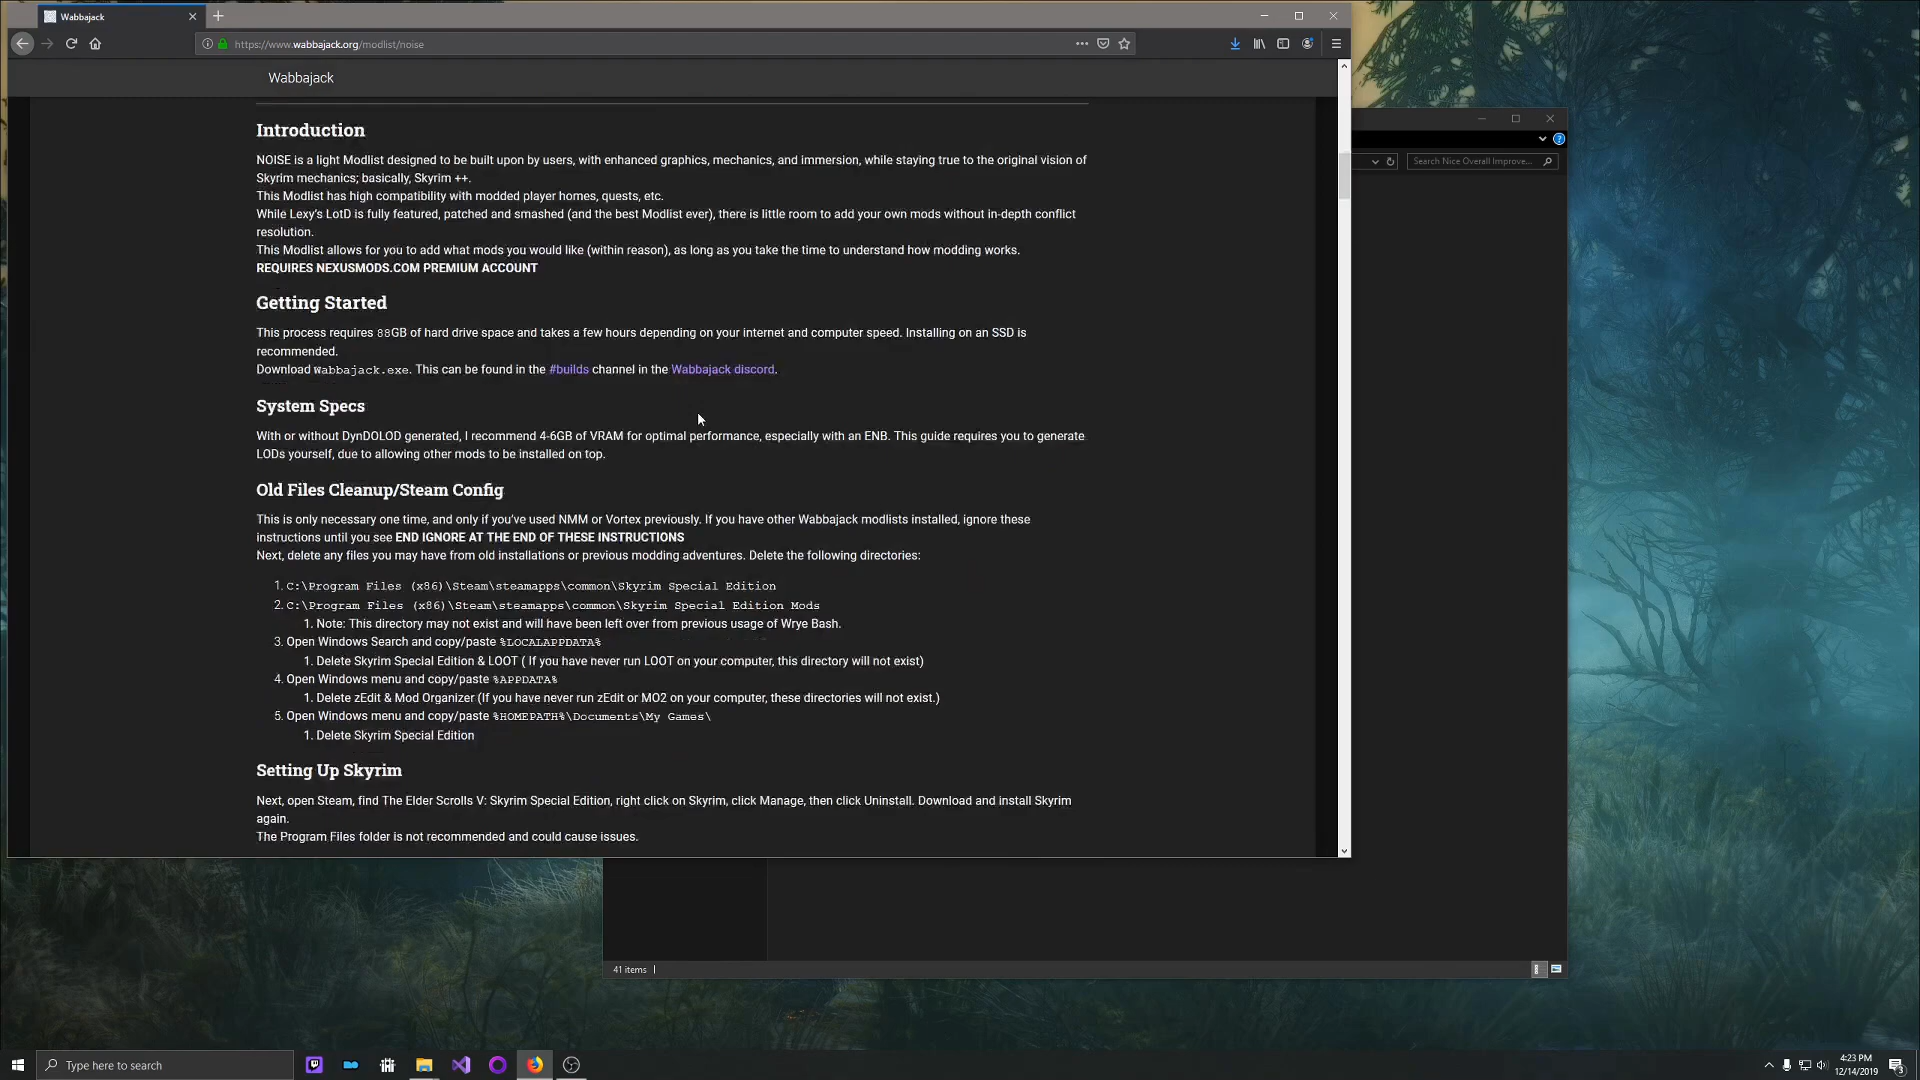 Wabbajack
https://www.wabbajack.org/modlist/noise
Wabbajack
Introduction
NOISE is a light Modlist designed to be built upon by users, with enhanced graphics, mechanics, and immersion, while staying true to the original vision of
Skyrim mechanics; basically, Skyrim ++.
This Modlist has high compatibility with modded player homes, quests, etc.
While Lexy's LotD is fully featured, patched and smashed (and the best Modlist ever), there is little room to add your own mods without in-depth conflict
resolution.
This Modlist allows for you to add what mods you would like (within reason), as long as you take the time to understand how modding works.
REQUIRES NEXUSMODS.COM PREMIUM ACCOUNT
Getting Started
This process requires 88GB of hard drive space and takes a few hours depending on your internet and computer speed. Installing on an SSD is
recommended.
Download Wabbajack.exe. This can be found in the #builds channel in the Wabbajack discord.
System Specs
With or without DynDOLOD generated, I recommend 4-6GB of VRAM for optimal performance, especially with an ENB. This guide requires you to generate
LODs yourself, due to allowing other mods to be installed on top.
Old Files Cleanup/Steam Config
This is only necessary one time, and only if you've used NMM or Vortex previously. If you have other Wabbajack modlists installed, ignore these
instructions until you see END IGNORE AT THE END OF THESE INSTRUCTIONS
Next, delete any files you may have from old installations or previous modding adventures. Delete the following directories:
1. C:\Program Files (x86)\Steam\steamapps\common\Skyrim Special Edition
2. C:\Program Files (x86)\Steam\steamapps\common\Skyrim Special Edition Mods
1. Note: This directory may not exist and will have been left over from previous usage of Wrye Bash.
3. Open Windows Search and copy/paste %LOCALAPPDATA%
1. Delete Skyrim Special Edition & LOOT ( If you have never run LOOT on your computer, this directory will not exist)
4. Open Windows menu and copy/paste %APPDATA%
1. Delete zEdit & Mod Organizer (If you have never run zEdit or MO2 on your computer, these directories will not exist.)
5. Open Windows menu and copy/paste %HOMEPATH%\Documents\My Games\
1. Delete Skyrim Special Edition
Setting Up Skyrim
Next, open Steam, find The Elder Scrolls V: Skyrim Special Edition, right click on Skyrim, click Manage, then click Uninstall. Download and install Skyrim
again.
The Program Files folder is not recommended and could cause issues.
Search Nice Overall Improve...
41 items
Type here to search
4:23 PM
12/14/2019
3